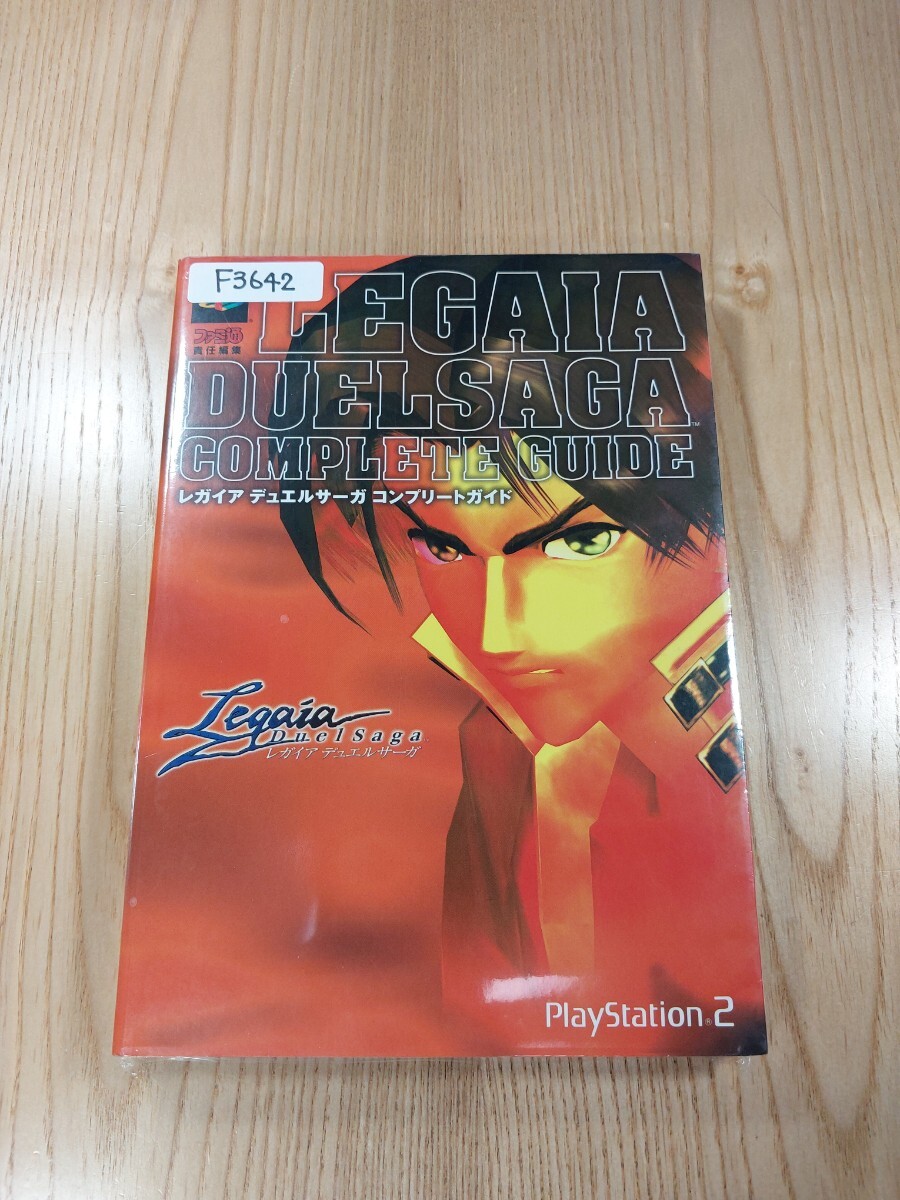 F3642
LEGAIA
ファミ通
責任編集
DUELSAGA™
COMPLETE GUIDE
レガイア デュエルサーガ コンプリートガイド
Legaia
DuelSaga
レガイア デュエルサーガ
PlayStation®2